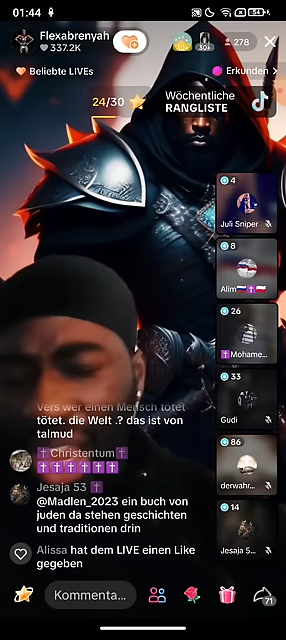 01:44
54
Flexabrenyah
337.2K
30+
278
Beliebte LIVEs
Erkunden
24/30
Wöchentliche
RANGLISTE
4
Juli Sniper
8
Alim
26
Mohame...
33
Gudi
86
derwahr...
14
Jesaja 5...
Vers wer einen Mensch tötet
tötet. die Welt .? das ist von
talmud
Christentum
Jesaja 53
@Madlen_2023 ein buch von
juden da stehen geschichten
und traditionen drin
Alissa hat dem LIVE einen Like
gegeben
Kommenta...
71